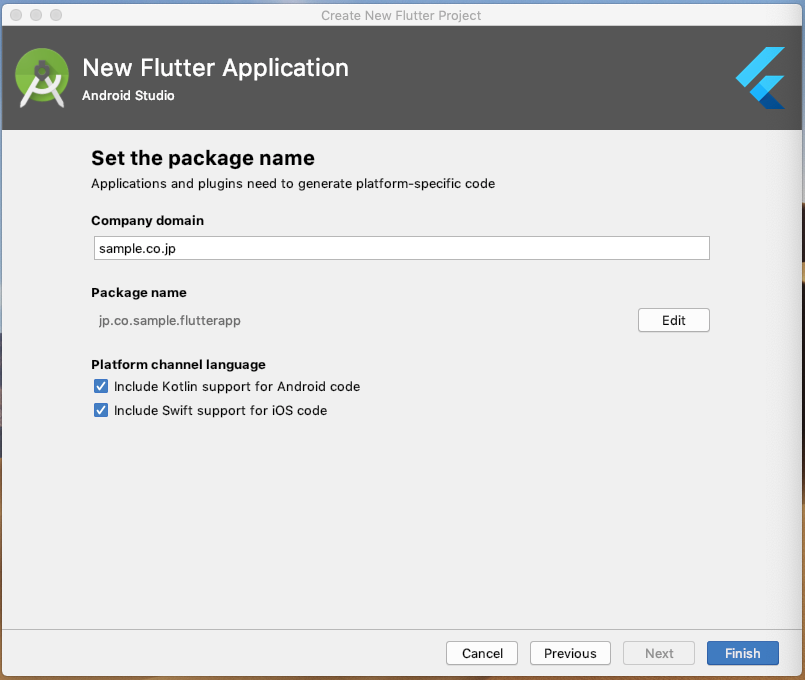 Create New Flutter Project
New Flutter Application
Android Studio
Set the package name
Applications and plugins need to generate platform-specific code
Company domain
sample.co.jp
Package name
jp.co.sample.flutterapp
Edit
Platform channel language
Include Kotlin support for Android code
Include Swift support for iOS code
Cancel
Previous
Next
Finish